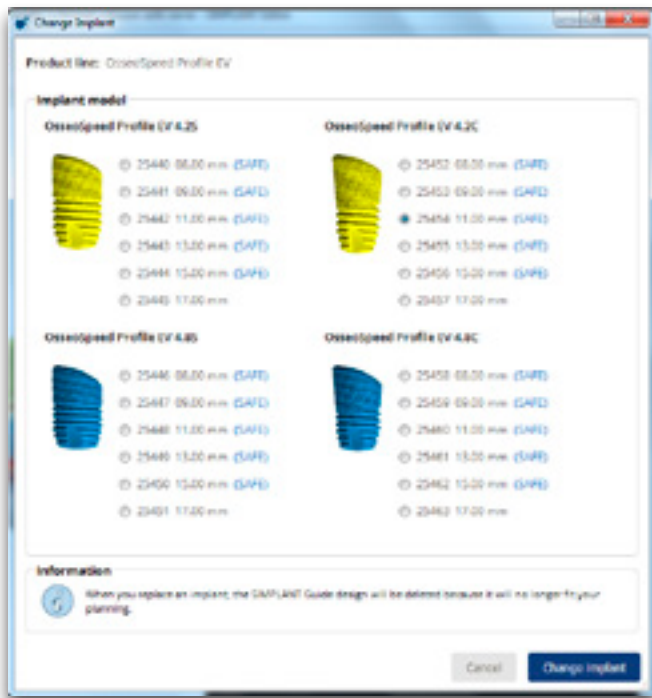 Change Implant
Product line: OsseoSpeed Profile EV
Implant model
OsseoSpeed Profile EV 4.2S
25440 08.00 mm (SAFE)
25441 09.00 mm (SAFE)
25442 11.00 mm (SAFE)
25443 13.00 mm (SAFE)
25444 15.00 mm (SAFE)
25445 17.00 mm
OsseoSpeed Profile EV 4.2C
25452 08.00 mm (SAFE)
25453 09.00 mm (SAFE)
25454 11.00 mm (SAFE)
25455 13.00 mm (SAFE)
25456 15.00 mm (SAFE)
25457 17.00 mm
OsseoSpeed Profile EV 4.8S
25446 08.00 mm (SAFE)
25447 09.00 mm (SAFE)
25448 11.00 mm (SAFE)
25449 13.00 mm (SAFE)
25450 15.00 mm (SAFE)
25451 17.00 mm
OsseoSpeed Profile EV 4.8C
25458 08.00 mm (SAFE)
25459 09.00 mm (SAFE)
25460 11.00 mm (SAFE)
25461 13.00 mm (SAFE)
25462 15.00 mm (SAFE)
25463 17.00 mm
Information
When you replace an implant, the SIMPLANT Guide design will be deleted because it will no longer fit your
planning.
Cancel
Change Implant